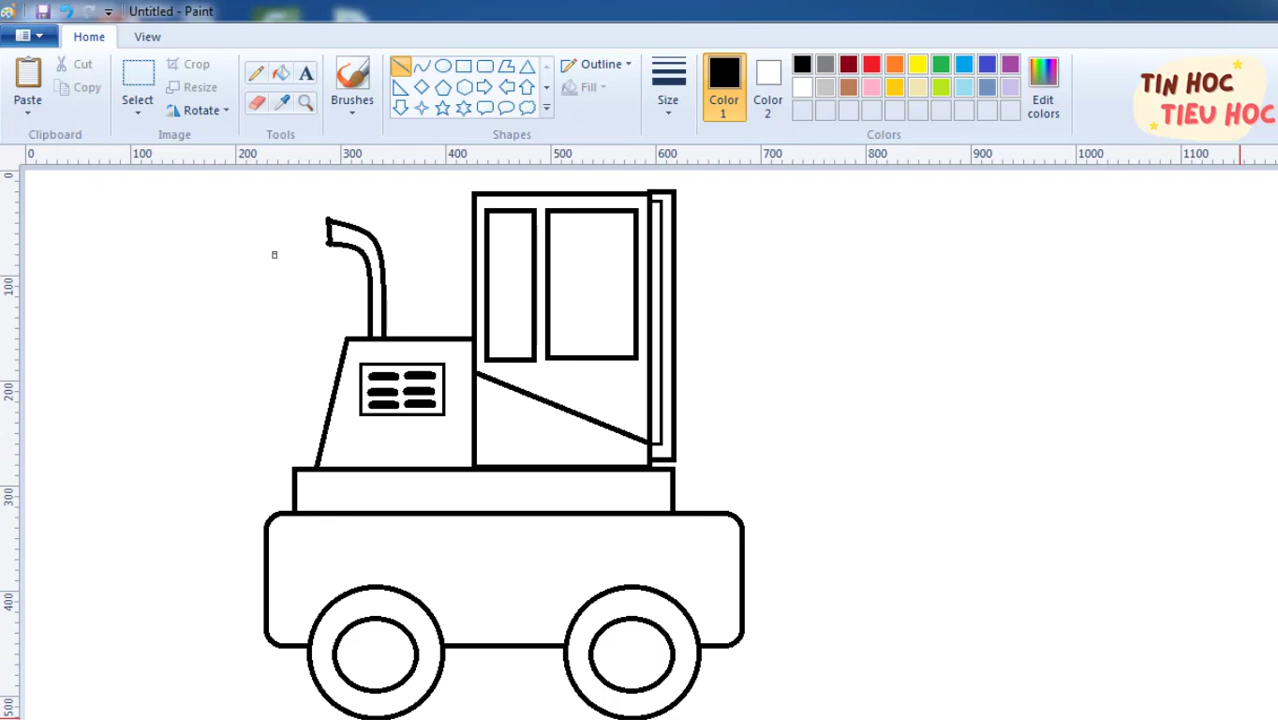 Untitled - Paint
Home
View
Paste
Cut
Copy
Clipboard
Select
Crop
Resize
Rotate
Image
Tools
Brushes
Shapes
Outline
Fill
Size
Color
1
Color
2
Colors
Edit
colors
TIN HOC
TIEU HOC
0
100
200
300
400
500
600
700
800
900
1000
1100
0
100
200
300
400
500